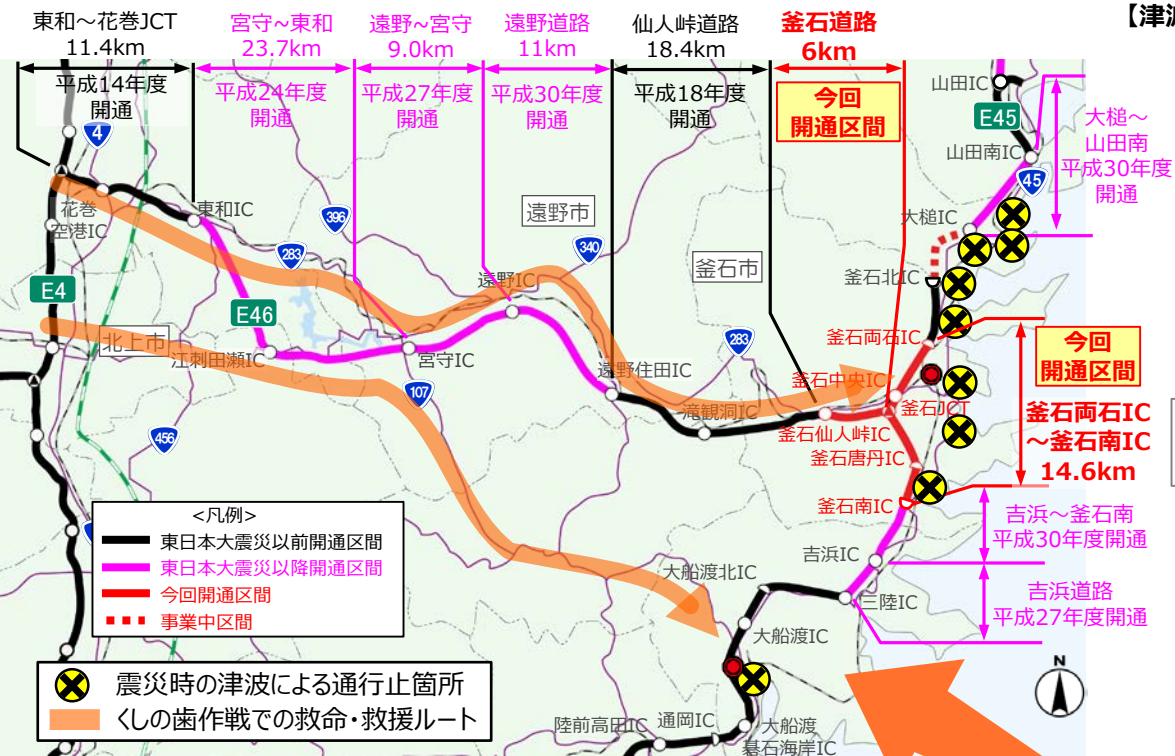 東和～花巻JCT
11.4km
平成14年度
開通
宮守～東和
23.7km
平成24年度
開通
遠野～宮守
9.0km
平成27年度
開通
遠野道路
11km
平成30年度
開通
仙人峠道路
18.4km
平成18年度
開通
釜石道路
6km
今回
開通区間
【津波
山田IC
E45
山田南IC
大槌～
山田南
平成30年度
開通
45
4
396
283
340
283
107
456
花巻
空港IC
東和IC
遠野市
釜石市
大槌IC
釜石北IC
遠野IC
E4
E46
北上市
江刺田瀬IC
宮守IC
遠野住田IC
滝観洞IC
釜石両石IC
釜石中央IC
釜石JCT
釜石仙人峠IC
釜石唐丹IC
釜石南IC
今回
開通区間
釜石両石IC
～釜石南IC
14.6km
吉浜～釜石南
平成30年度開通
吉浜IC
吉浜道路
平成27年度開通
三陸IC
大船渡北IC
大船渡IC
大船渡
碁石海岸IC
通岡IC
陸前高田IC
<凡例>
東日本大震災以前開通区間
東日本大震災以降開通区間
今回開通区間
事業中区間
震災時の津波による通行止箇所
くしの歯作戦での救命・救援ルート
N